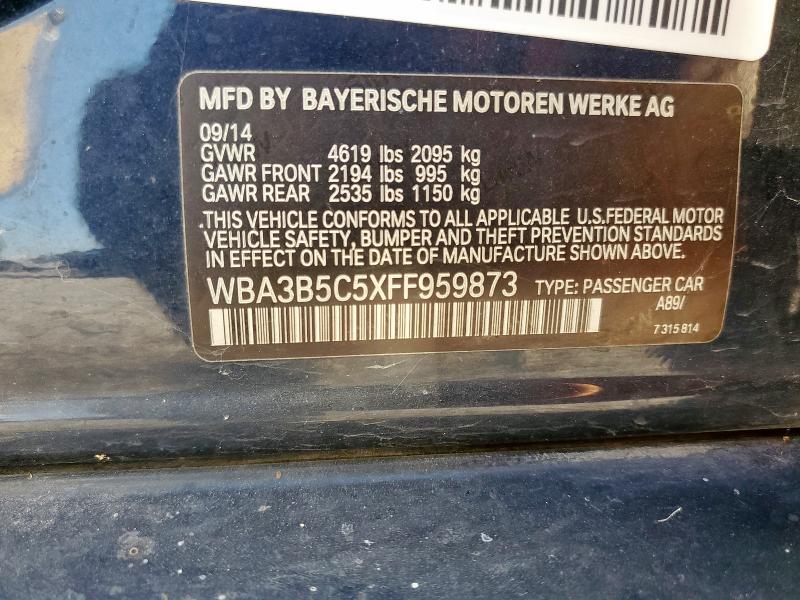 MFD BY BAYERISCHE MOTOREN WERKE AG
09/14
GVWR 4619 lbs 2095 kg
GAWR FRONT 2194 lbs 995 kg
GAWR REAR 2535 lbs 1150 kg
THIS VEHICLE CONFORMS TO ALL APPLICABLE U.S.FEDERAL MOTOR
VEHICLE SAFETY, BUMPER AND THEFT PREVENTION STANDARDS
IN EFFECT ON THE DATE OF MANUFACTURE SHOWN ABOVE.
WBA3B5C5XFF959873 TYPE: PASSENGER CAR
A89/
7 315 814